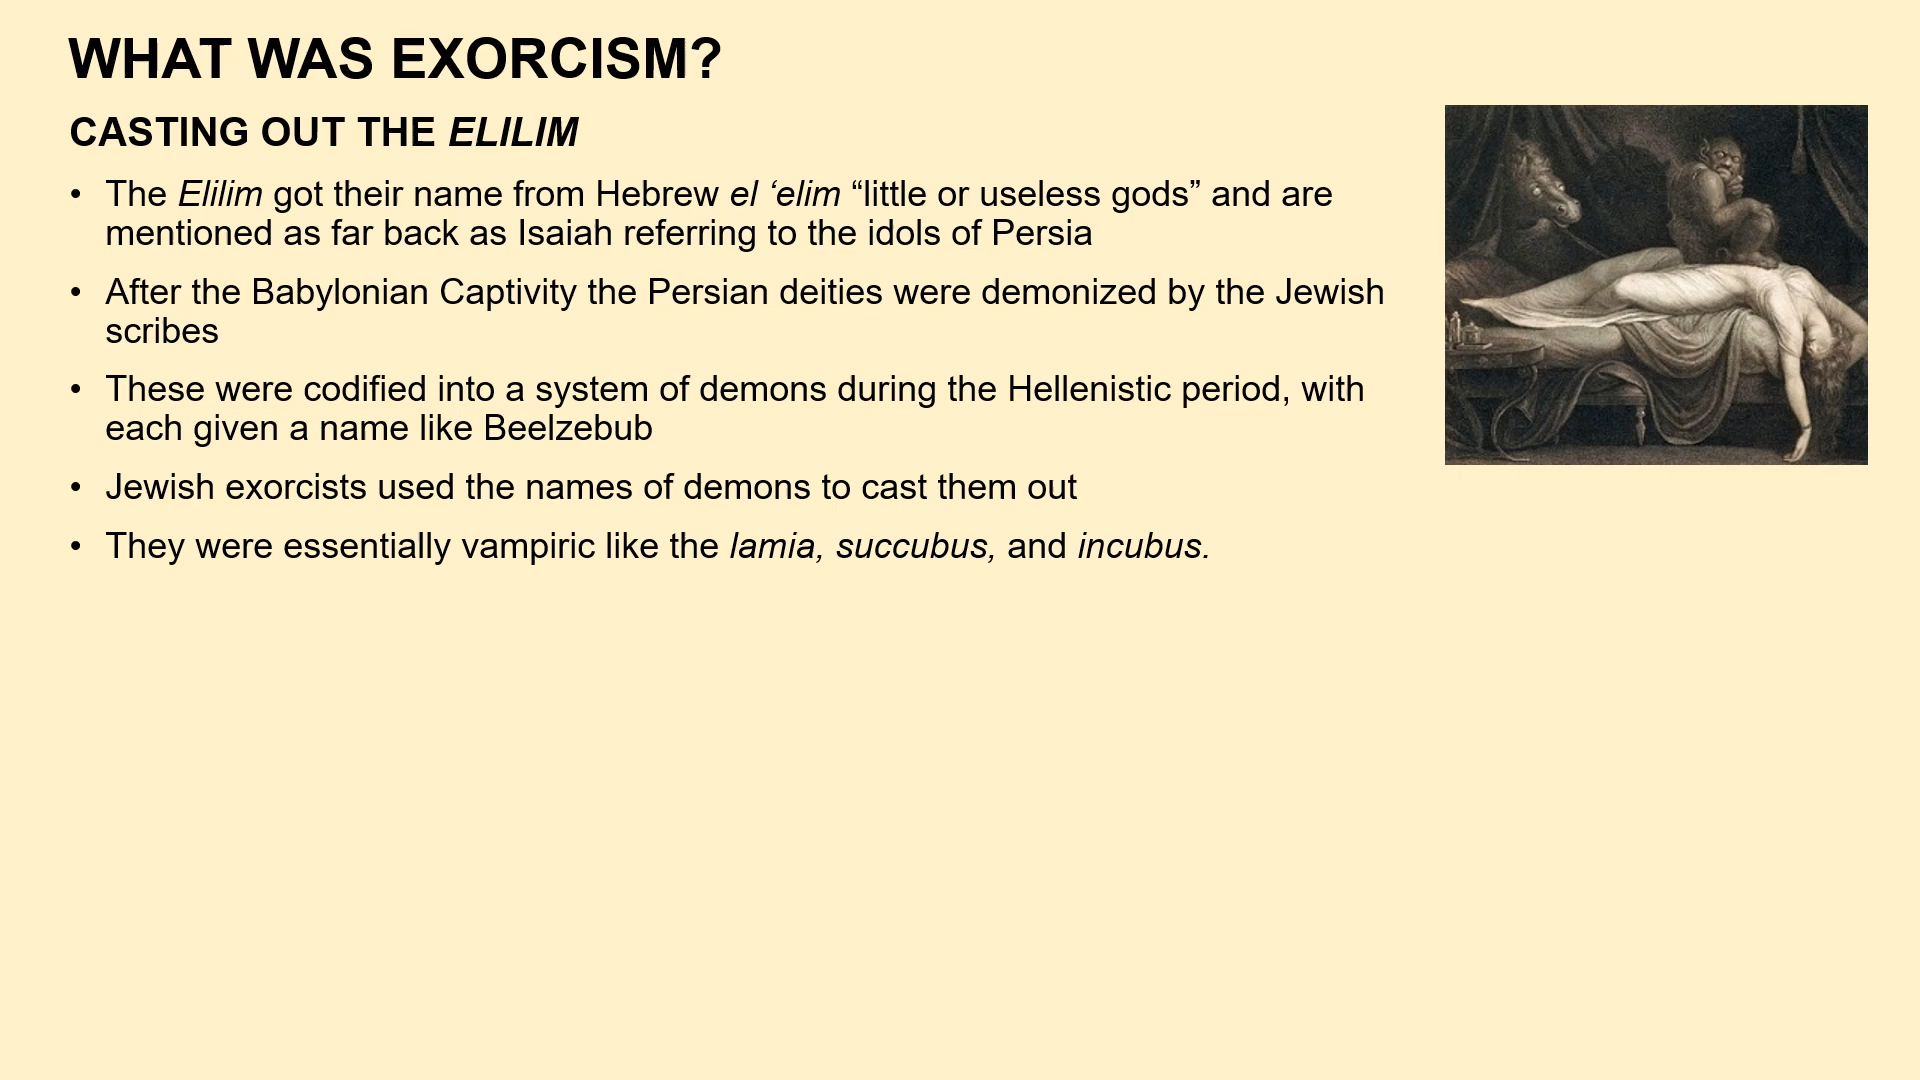 WHAT WAS EXORCISM?
CASTING OUT THE ELILIM
• The Elilim got their name from Hebrew el ‘elim “little or useless gods” and are
mentioned as far back as Isaiah referring to the idols of Persia
• After the Babylonian Captivity the Persian deities were demonized by the Jewish
scribes
• These were codified into a system of demons during the Hellenistic period, with
each given a name like Beelzebub
• Jewish exorcists used the names of demons to cast them out
• They were essentially vampiric like the lamia, succubus, and incubus.